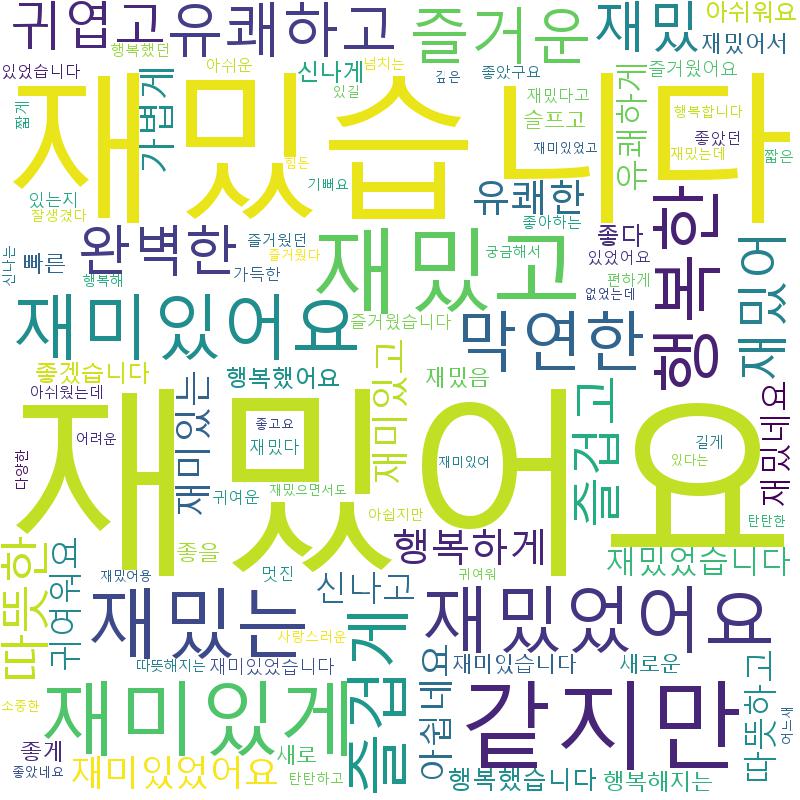 귀엽고
유쾌하고
즐거운
재밌
아쉬워요
행복했던
재밌어서
있었습니다
아쉬운
신나게
넘치는
깊은
좋았구요
즐거웠어요
재밌습니다
짧게
가볍게
있길
재밌다고
슬프고
유쾌하게
행복합니다
좋았던
재미있었고
재밌는데
짧은
힘든
기뻐요
유쾌한
있는지
잘생겼다
좋아하는
행복한
신나는
빠른
완벽한
즐거웠던
즐거웠다
재밌고
궁금해서
좋다
있었어요
재밌어
행복해
가득한
편하게
없었는데
재미있어요
즐거웠습니다
막연한
좋겠습니다
행복했어요
재미있고
재밌음
아쉬웠는데
재미있는
즐겁고
재밌네요
재밌어요
좋고요
어려운
재밌다
재미있어
길게
있다는
다양한
귀여운
재밌으면서도
아쉽지만
탄탄한
따뜻한
귀여워요
좋을
행복하게
재밌었습니다
재밌어용
멋진
신나고
귀여워
재밌는
즐겁게
재밌었어요
사랑스러운
따뜻해지는
재미있었습니다
아쉽네요
재미있습니다
새로운
따뜻하고
소중한
재미있게
같지만
어느새
좋게
새로
좋았네요
재미있었어요
탄탄하고
행복했습니다
행복해지는